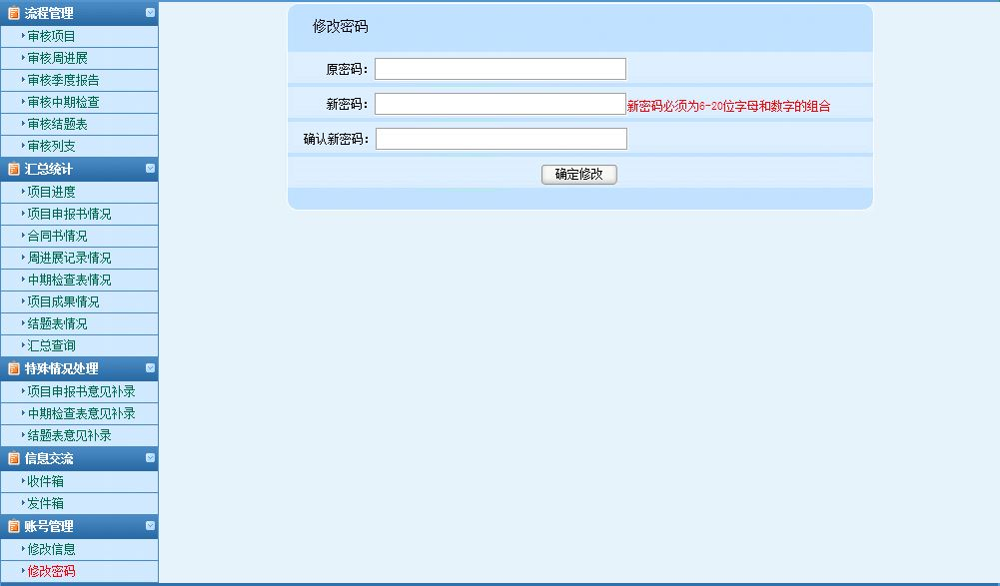 流程管理
审核项目
审核周进展
审核季度报告
审核中期检查
审核结题表
审核列支
汇总统计
项目进度
项目申报书情况
合同书情况
周进展记录情况
中期检查表情况
项目成果情况
结题表情况
汇总查询
特殊情况处理
项目申报书意见补录
中期检查表意见补录
结题表意见补录
信息交流
收件箱
发件箱
账号管理
修改信息
修改密码
修改密码
原密码：
新密码： 新密码必须为6-20位字母和数字的组合
确认新密码：
确定修改